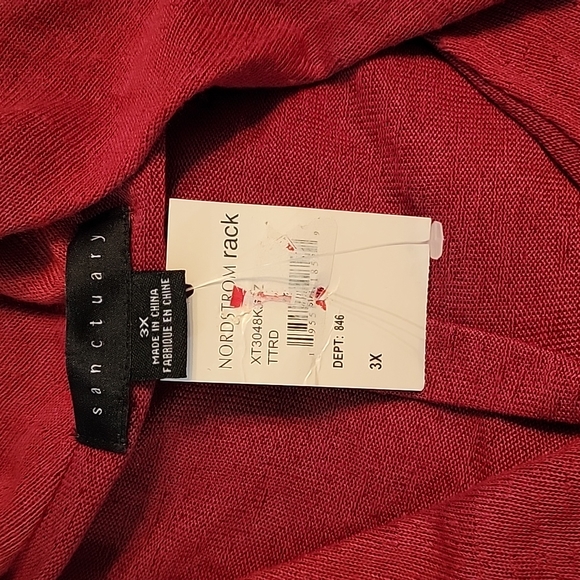 sanctuary
3X
MADE IN CHINA
FABRIQUE EN CHINE
NORDSTROM rack
TTRD
DEPT: 846
3X